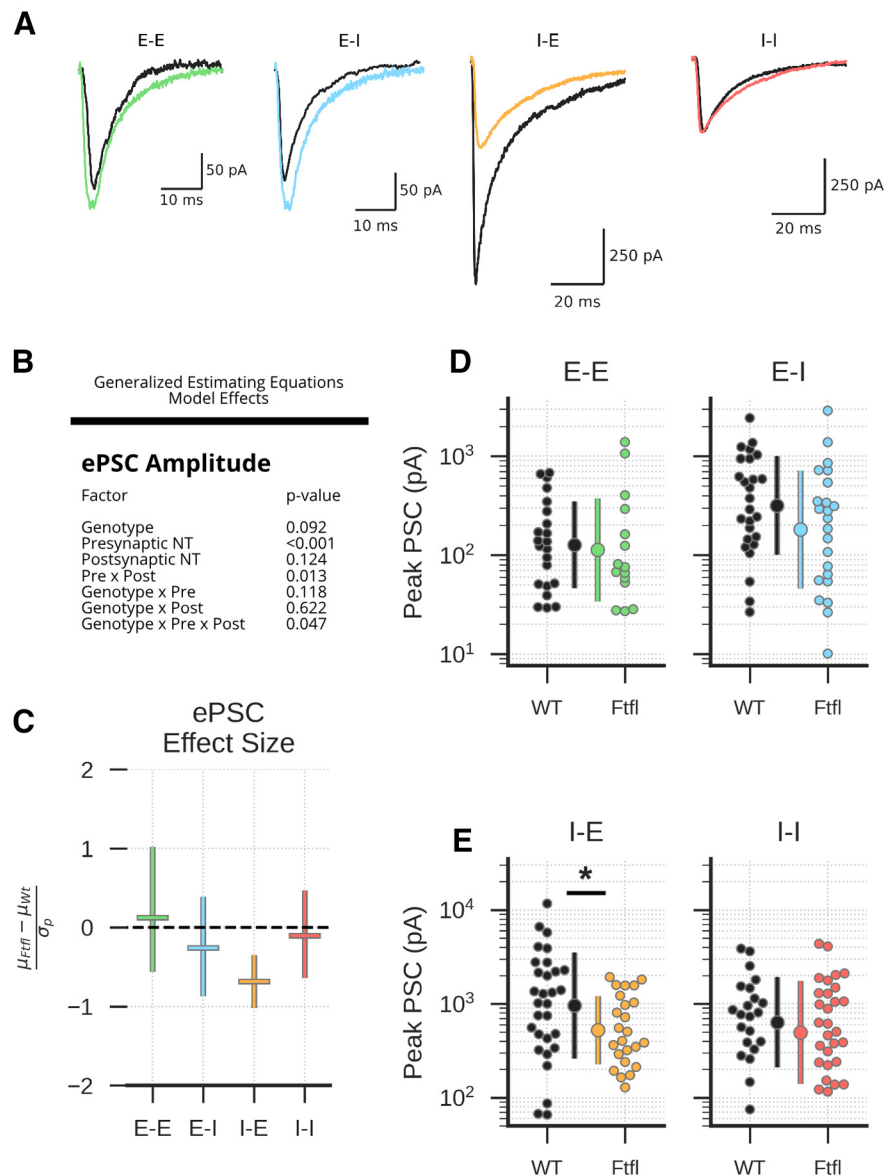 A
E-E
E-I
I-E
I-I
50 pA
10 ms
50 pA
10 ms
250 pA
20 ms
250 pA
20 ms
B
Generalized Estimating Equations
Model Effects
ePSC Amplitude
Factor p-value
Genotype 0.092
Presynaptic NT <0.001
Postsynaptic NT 0.124
Pre x Post 0.013
Genotype x Pre 0.118
Genotype x Post 0.622
Genotype x Pre x Post 0.047
C
ePSC
Effect Size
μFtfl − μWt
σp
2
1
0
−1
−2
E-E E-I I-E I-I
D
E-E
E-I
Peak PSC (pA)
10³
10²
10¹
WT Ftfl
WT Ftfl
E
I-E
I-I
*
Peak PSC (pA)
10⁴
10³
10²
WT Ftfl
WT Ftfl